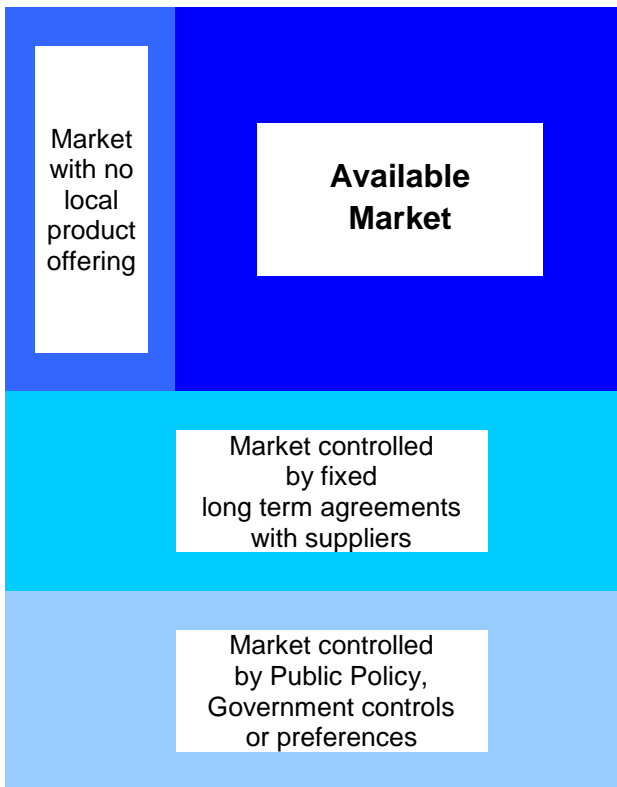 Market
with no
local
product
offering
Available
Market
Market controlled
by fixed
long term agreements
with suppliers
Market controlled
by Public Policy,
Government controls
or preferences